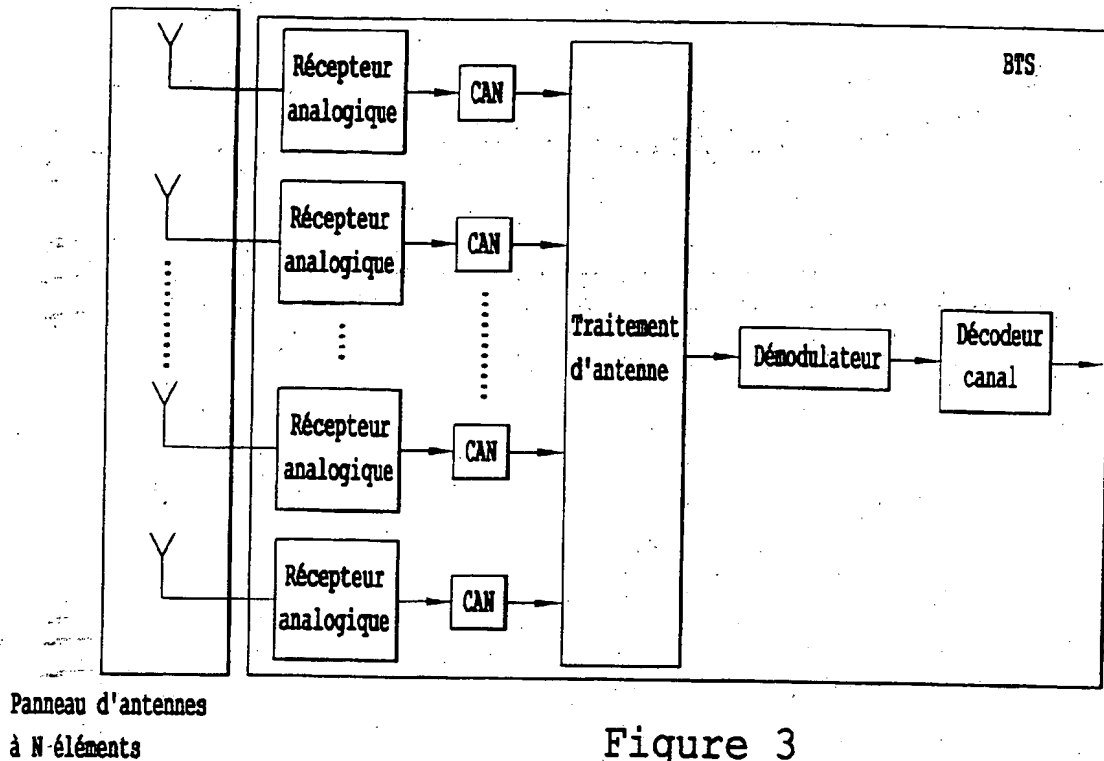 BTS
Récepteur
analogique
CAN
Récepteur
analogique
CAN
Traitement
d'antenne
Démodulateur
Décodeur
canal
Récepteur
analogique
CAN
Récepteur
analogique
CAN
Panneau d'antennes
à N éléments
Figure 3